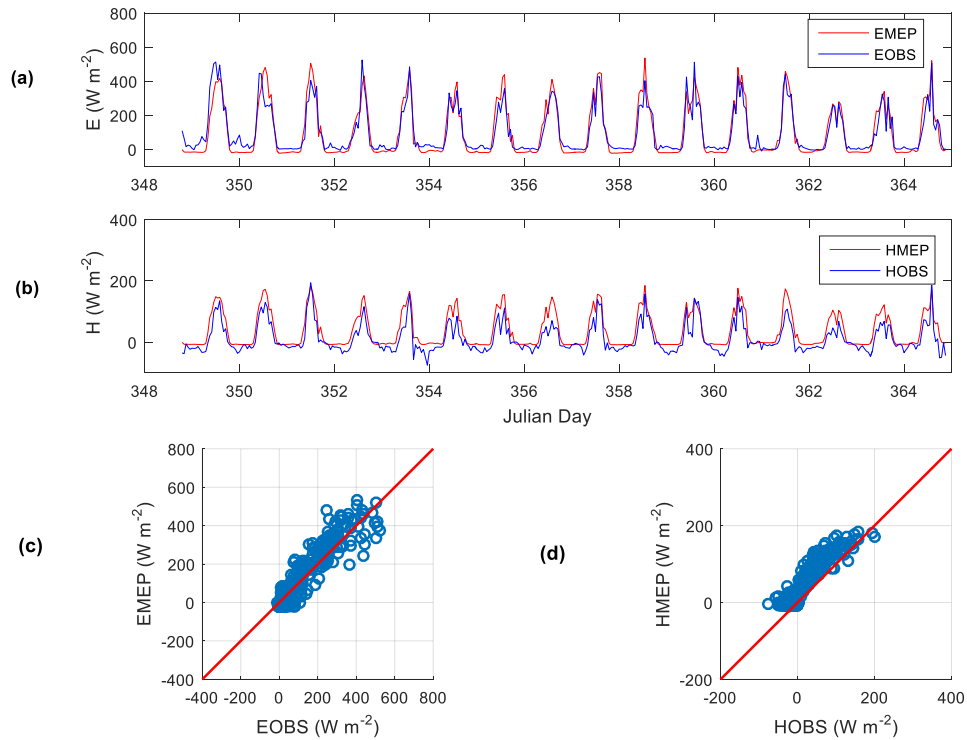 (a)
E (W m-2)
800
600
400
200
0
EMEP
EOBS
348 350 352 354 356 358 360 362 364
(b)
H (W m-2)
400
200
0
HMEP
HOBS
348 350 352 354 356 358 360 362 364
Julian Day
(c)
EMEP (W m-2)
800
600
400
200
0
-200
-400
-400 -200 0 200 400 600 800
EOBS (W m-2)
(d)
HMEP (W m-2)
400
200
0
-200
-200 0 200 400
HOBS (W m-2)